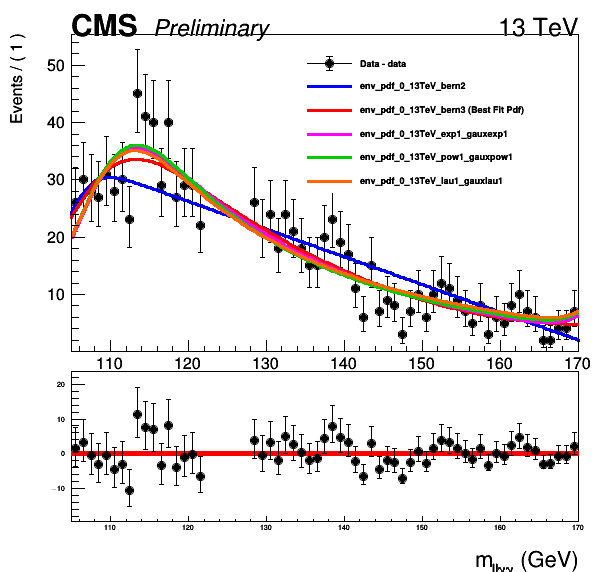 CMS Preliminary 13 TeV
Events / ( 1 )
Data - data
env_pdf_0_13TeV_bern2
env_pdf_0_13TeV_bern3 (Best Fit Pdf)
env_pdf_0_13TeV_exp1_gauxexp1
env_pdf_0_13TeV_pow1_gauxpow1
env_pdf_0_13TeV_lau1_gauxlau1
50
40
30
20
10
110 120 130 140 150 160 170
20
10
0
-10
110 120 130 140 150 160 170
(GeV)